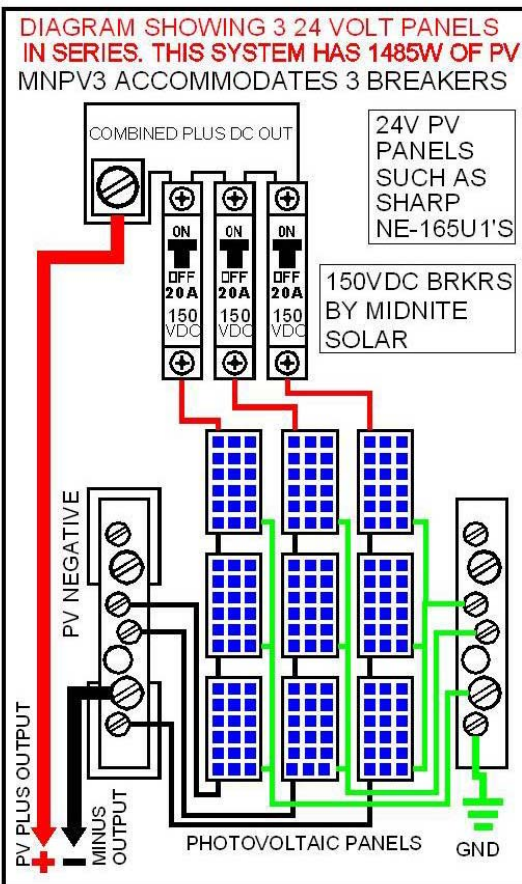 DIAGRAM SHOWING 3 24 VOLT PANELS
IN SERIES. THIS SYSTEM HAS 1485W OF PV
MNPV3 ACCOMMODATES 3 BREAKERS
COMBINED PLUS DC OUT
24V PV
PANELS
SUCH AS
SHARP
NE-165U1'S
ON
OFF
20A
150
VDC
ON
OFF
20A
150
VDC
ON
OFF
20A
150
VDC
150VDC BRKRS
BY MIDNITE
SOLAR
PV NEGATIVE
PV PLUS OUTPUT
+
-
MINUS
OUTPUT
PHOTOVOLTAIC PANELS
GND